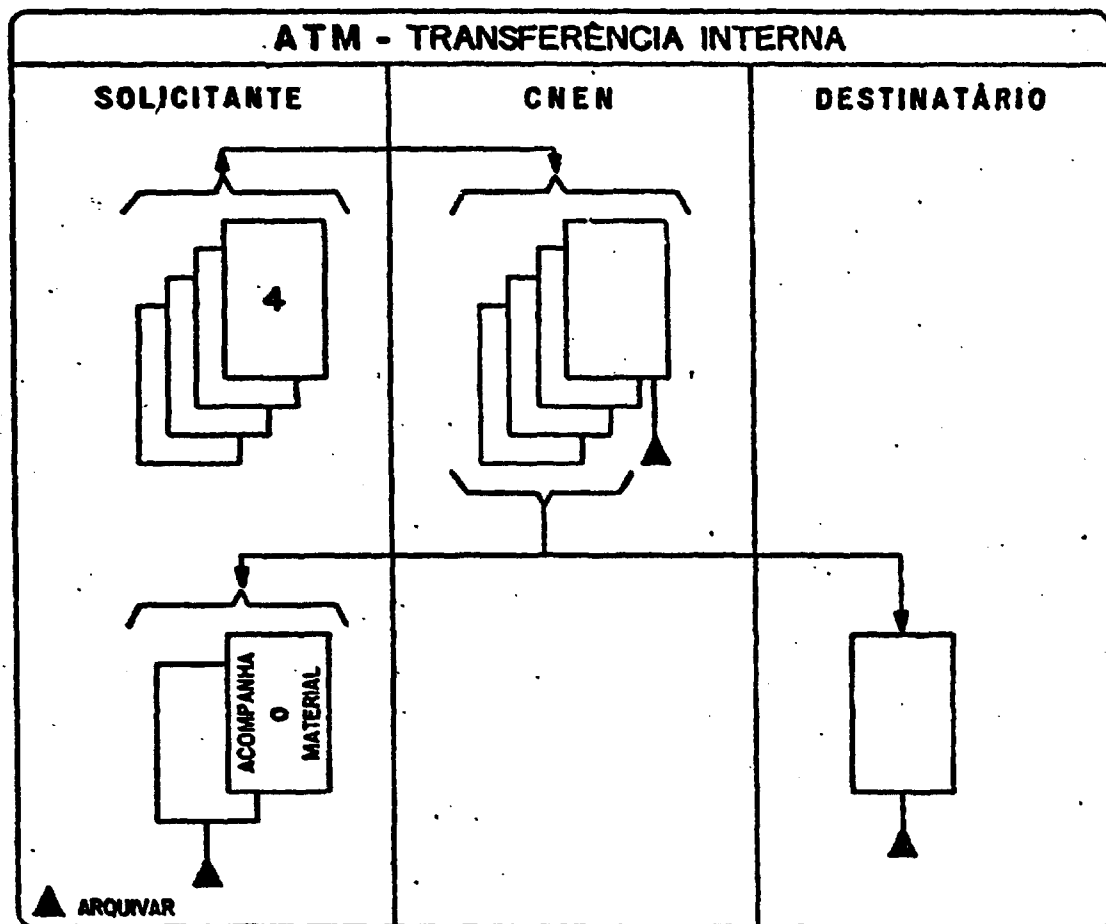 ATM - TRANSFERÊNCIA INTERNA
SOLICITANTE
CNEN
DESTINATÁRIO
4
ACOMPANHA
O
MATERIAL
ARQUIVAR